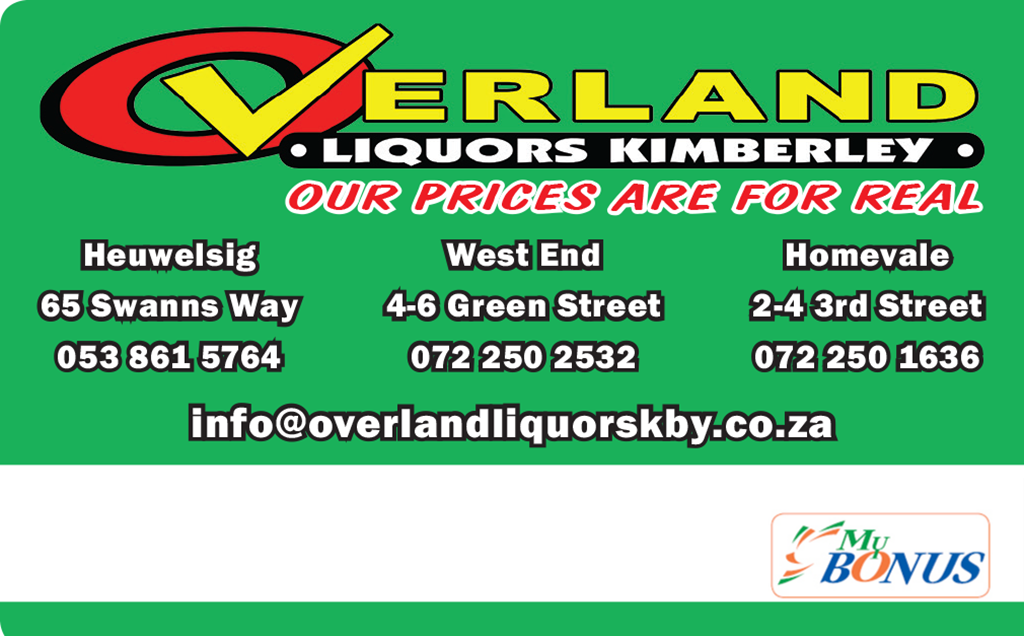 OVERLAND
• LIQUORS KIMBERLEY •
OUR PRICES ARE FOR REAL
Heuwelsig
65 Swanns Way
053 861 5764
West End
4-6 Green Street
072 250 2532
Homevale
2-4 3rd Street
072 250 1636
info@overlandliquorskby.co.za
My
BONUS